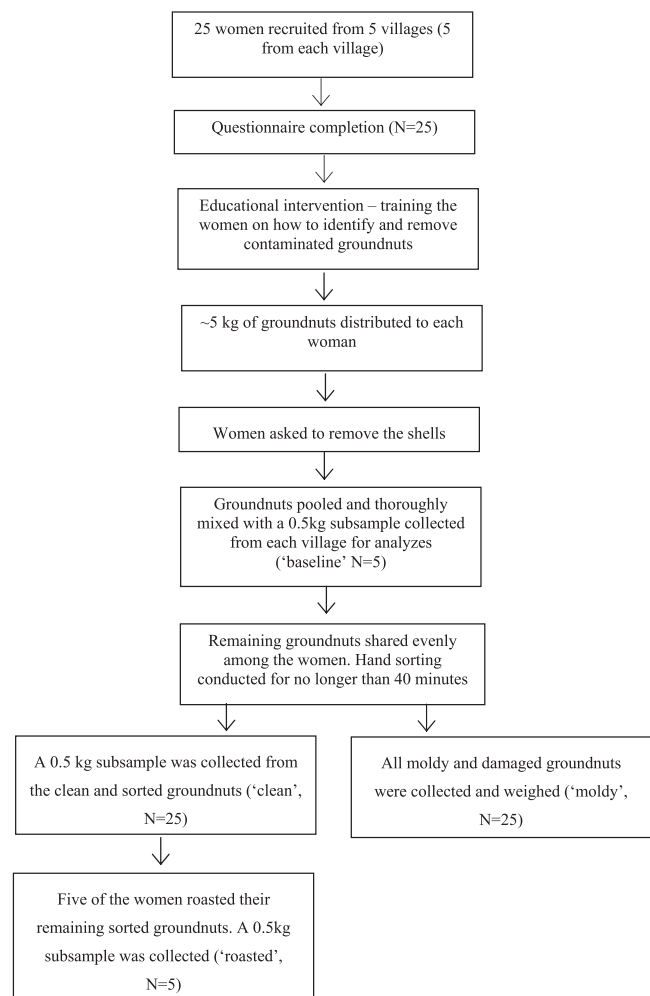 25 women recruited from 5 villages (5
from each village)
Questionnaire completion (N=25)
Educational intervention – training the
women on how to identify and remove
contaminated groundnuts
~5 kg of groundnuts distributed to each
woman
Women asked to remove the shells
Groundnuts pooled and thoroughly
mixed with a 0.5kg subsample collected
from each village for analyzes
(‘baseline’ N=5)
Remaining groundnuts shared evenly
among the women. Hand sorting
conducted for no longer than 40 minutes
A 0.5 kg subsample was collected from
the clean and sorted groundnuts (‘clean’,
N=25)
All moldy and damaged groundnuts
were collected and weighed (‘moldy’,
N=25)
Five of the women roasted their
remaining sorted groundnuts. A 0.5kg
subsample was collected (‘roasted’,
N=5)